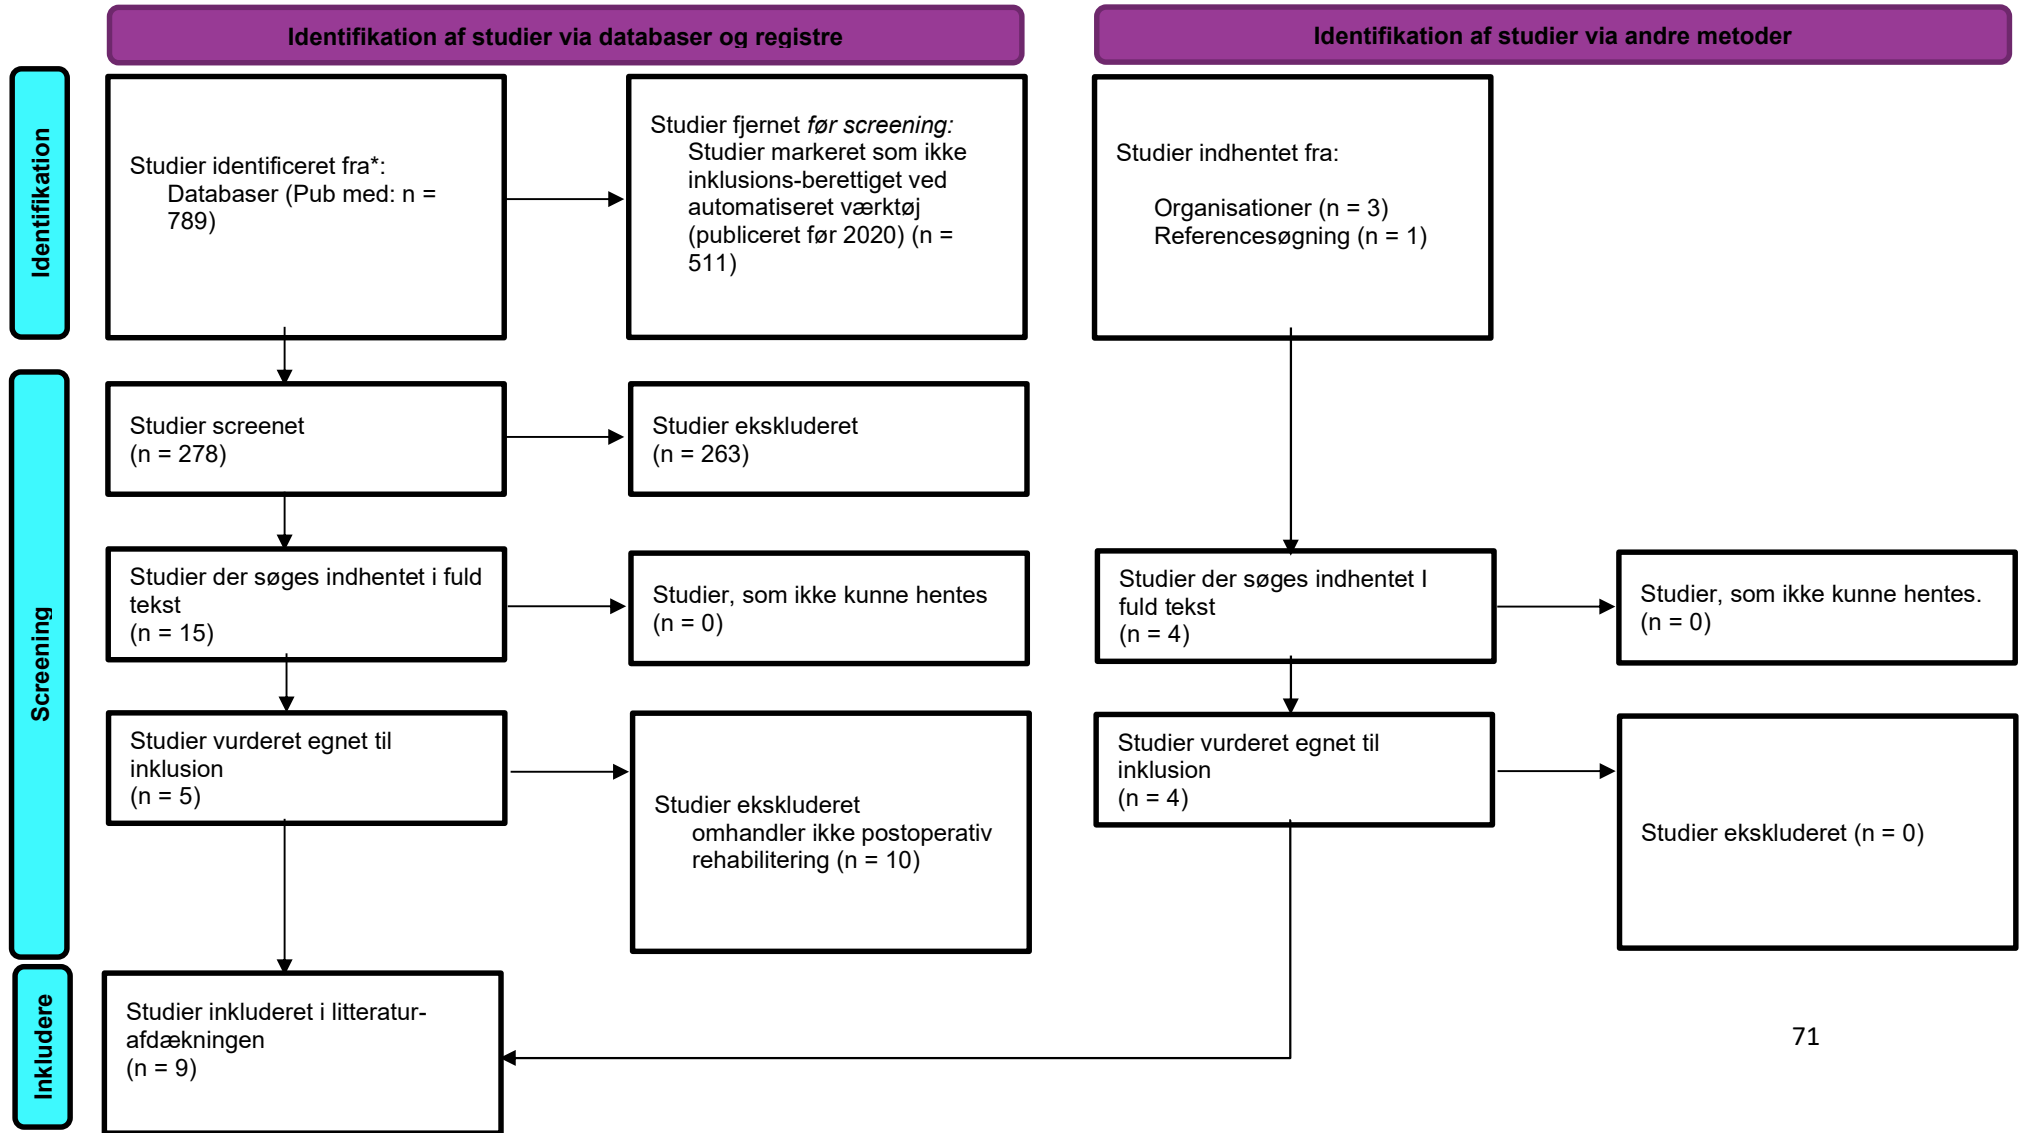 Identifikation af studier via databaser og registre
Identifikation af studier via andre metoder
Identifikation
Studier identificeret fra*:
Databaser (Pub med: n =
789)
Studier fjernet før screening:
Studier markeret som ikke
inklusions-berettiget ved
automatiseret værktøj
(publiceret før 2020) (n =
511)
Studier indhentet fra:
Organisationer (n = 3)
Referencesøgning (n = 1)
Screening
Studier screenet
(n = 278)
Studier ekskluderet
(n = 263)
Studier der søges indhentet i fuld
tekst
(n = 15)
Studier, som ikke kunne hentes
(n = 0)
Studier der søges indhentet I
fuld tekst
(n = 4)
Studier, som ikke kunne hentes.
(n = 0)
Studier vurderet egnet til
inklusion
(n = 5)
Studier ekskluderet
omhandler ikke postoperativ
rehabilitering (n = 10)
Studier vurderet egnet til
inklusion
(n = 4)
Studier ekskluderet (n = 0)
Inkludere
Studier inkluderet i litteratur-
afdækningen
(n = 9)
71